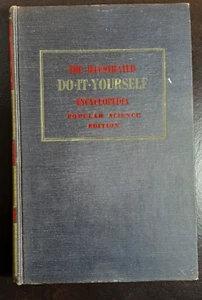 THE ILLUSTRATED
DO-IT-YOURSELF
ENCYCLOPEDIA
POPULAR SCIENCE
EDITION